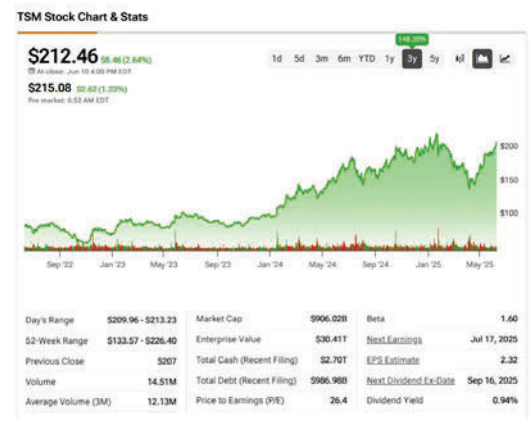 TSM Stock Chart & Stats
$212.46 $5.46 (2.64%)
At close: Jun 10 4:00 PM EDT
$215.08 $2.62 (1.23%)
Pre market: 6:52 AM EDT
148.39%
1d 5d 3m 6m YTD 1y 3y 5y
$200
$150
$100
Sep '22 Jan '23 May '23 Sep '23 Jan '24 May '24 Sep '24 Jan '25 May '25
Day's Range $209.96 - $213.23 Market Cap $906.02B Beta 1.60
52-Week Range $133.57 - $226.40 Enterprise Value $30.41T Next Earnings Jul 17, 2025
Previous Close $207 Total Cash (Recent Filing) $2.70T EPS Estimate 2.32
Volume 14.51M Total Debt (Recent Filing) $986.98B Next Dividend Ex-Date Sep 16, 2025
Average Volume (3M) 12.13M Price to Earnings (P/E) 26.4 Dividend Yield 0.94%